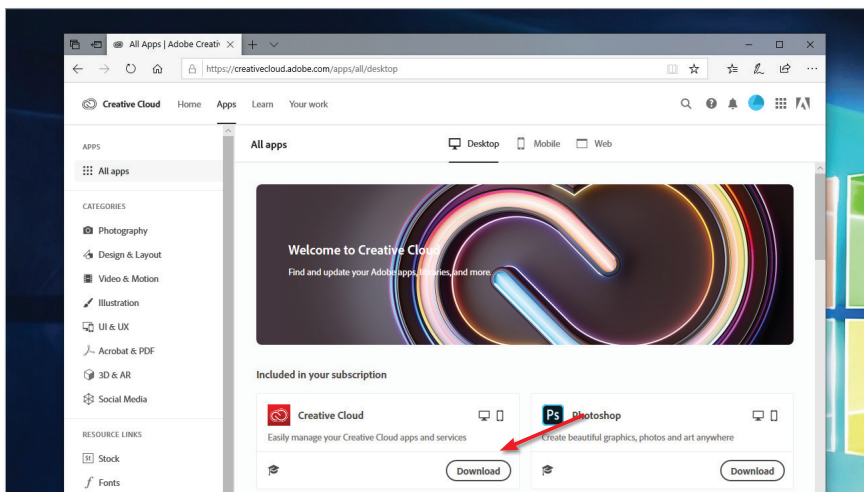 All Apps | Adobe Creativ
https://creativecloud.adobe.com/apps/all/desktop
Creative Cloud Home Apps Learn Your work
APPS
All apps
CATEGORIES
Photography
Design & Layout
Video & Motion
Illustration
UI & UX
Acrobat & PDF
3D & AR
Social Media
RESOURCE LINKS
St Stock
f Fonts
All apps Desktop Mobile Web
Welcome to Creative Cloud
Find and update your Adobe apps, libraries, and more.
Included in your subscription
Creative Cloud
Easily manage your Creative Cloud apps and services
Download
Ps Photoshop
Create beautiful graphics, photos and art anywhere
Download